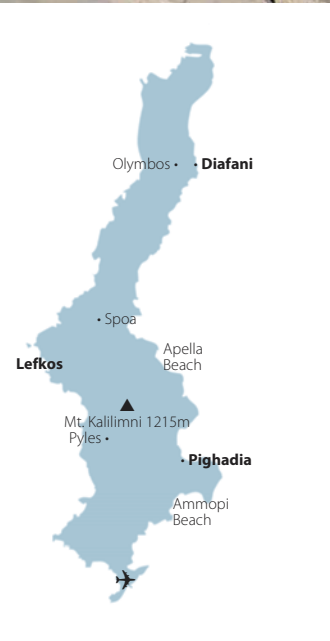 Olymbos
Diafani
Spoa
Apella
Beach
Lefkos
Mt. Kalilimni 1215m
Pyles
Pighadia
Ammopi
Beach